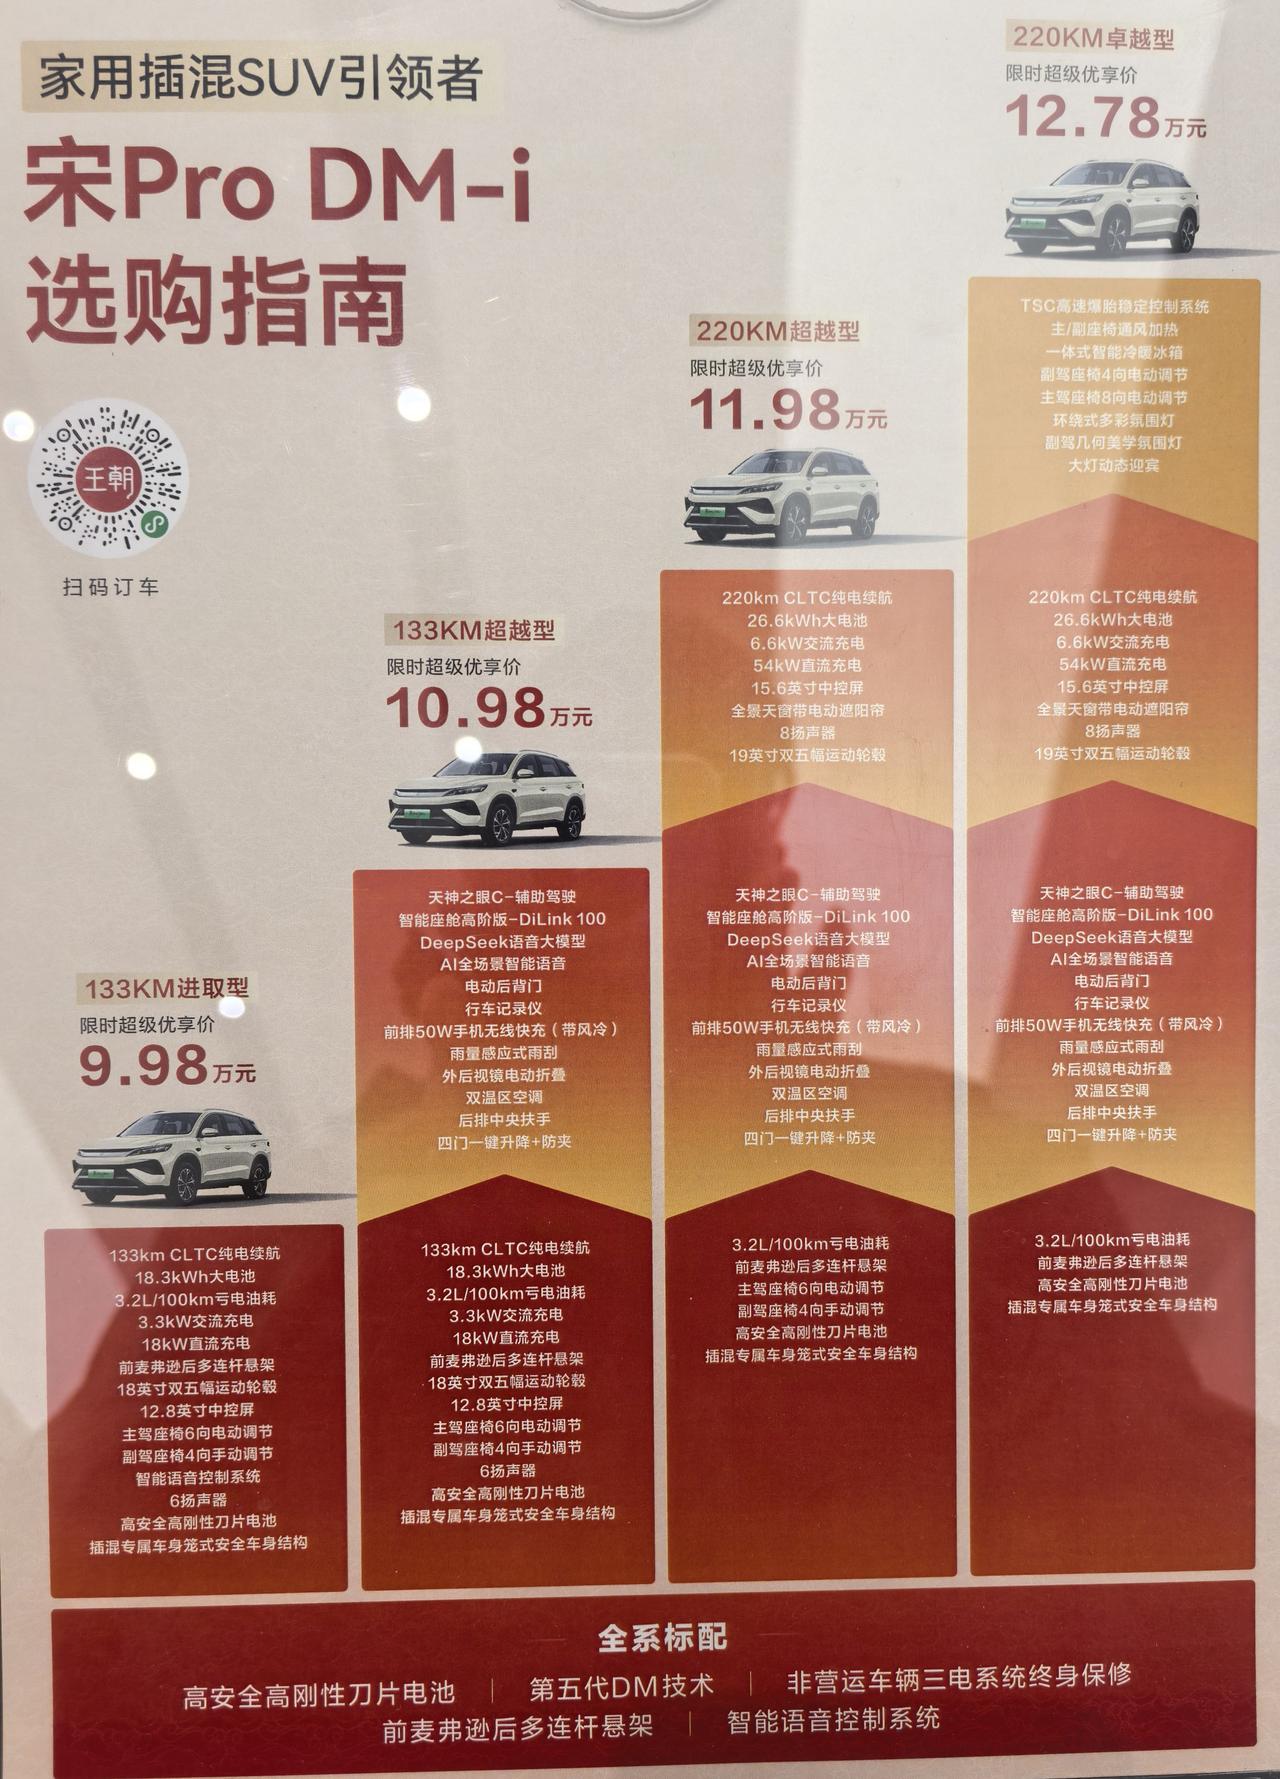 家用插混SUV引领者
宋Pro DM-i
选购指南
王朝
扫码订车
133KM进取型
限时超级优享价
9.98万元
133km CLTC纯电续航
18.3kWh大电池
3.2L/100km亏电油耗
3.3kW交流充电
18kW直流充电
前麦弗逊后多连杆悬架
18英寸双五幅运动轮毂
12.8英寸中控屏
主驾座椅6向电动调节
副驾座椅4向手动调节
智能语音控制系统
6扬声器
高安全高刚性刀片电池
插混专属车身笼式安全车身结构
133KM超越型
限时超级优享价
10.98万元
天神之眼C-辅助驾驶
智能座舱高阶版-DiLink 100
DeepSeek语音大模型
AI全场景智能语音
电动后背门
行车记录仪
前排50W手机无线快充（带风冷）
雨量感应式雨刮
外后视镜电动折叠
双温区空调
后排中央扶手
四门一键升降+防夹
133km CLTC纯电续航
18.3kWh大电池
3.2L/100km亏电油耗
3.3kW交流充电
18kW直流充电
前麦弗逊后多连杆悬架
18英寸双五幅运动轮毂
12.8英寸中控屏
主驾座椅6向电动调节
副驾座椅4向手动调节
6扬声器
高安全高刚性刀片电池
插混专属车身笼式安全车身结构
220KM超越型
限时超级优享价
11.98万元
220km CLTC纯电续航
26.6kWh大电池
6.6kW交流充电
54kW直流充电
15.6英寸中控屏
全景天窗带电动遮阳帘
8扬声器
19英寸双五幅运动轮毂
天神之眼C-辅助驾驶
智能座舱高阶版-DiLink 100
DeepSeek语音大模型
AI全场景智能语音
电动后背门
行车记录仪
前排50W手机无线快充（带风冷）
雨量感应式雨刮
外后视镜电动折叠
双温区空调
后排中央扶手
四门一键升降+防夹
3.2L/100km亏电油耗
前麦弗逊后多连杆悬架
主驾座椅6向电动调节
副驾座椅4向手动调节
高安全高刚性刀片电池
插混专属车身笼式安全车身结构
220KM卓越型
限时超级优享价
12.78万元
TSC高速爆胎稳定控制系统
主/副座椅通风加热
一体式智能冷暖冰箱
副驾座椅4向电动调节
主驾座椅8向电动调节
环绕式多彩氛围灯
副驾几何美学氛围灯
大灯动态迎宾
220km CLTC纯电续航
26.6kWh大电池
6.6kW交流充电
54kW直流充电
15.6英寸中控屏
全景天窗带电动遮阳帘
8扬声器
19英寸双五幅运动轮毂
天神之眼C-辅助驾驶
智能座舱高阶版-DiLink 100
DeepSeek语音大模型
AI全场景智能语音
电动后背门
行车记录仪
前排50W手机无线快充（带风冷）
雨量感应式雨刮
外后视镜电动折叠
双温区空调
后排中央扶手
四门一键升降+防夹
3.2L/100km亏电油耗
前麦弗逊后多连杆悬架
高安全高刚性刀片电池
插混专属车身笼式安全车身结构
全系标配
高安全高刚性刀片电池 | 第五代DM技术 | 非营运车辆三电系统终身保修
前麦弗逊后多连杆悬架 | 智能语音控制系统